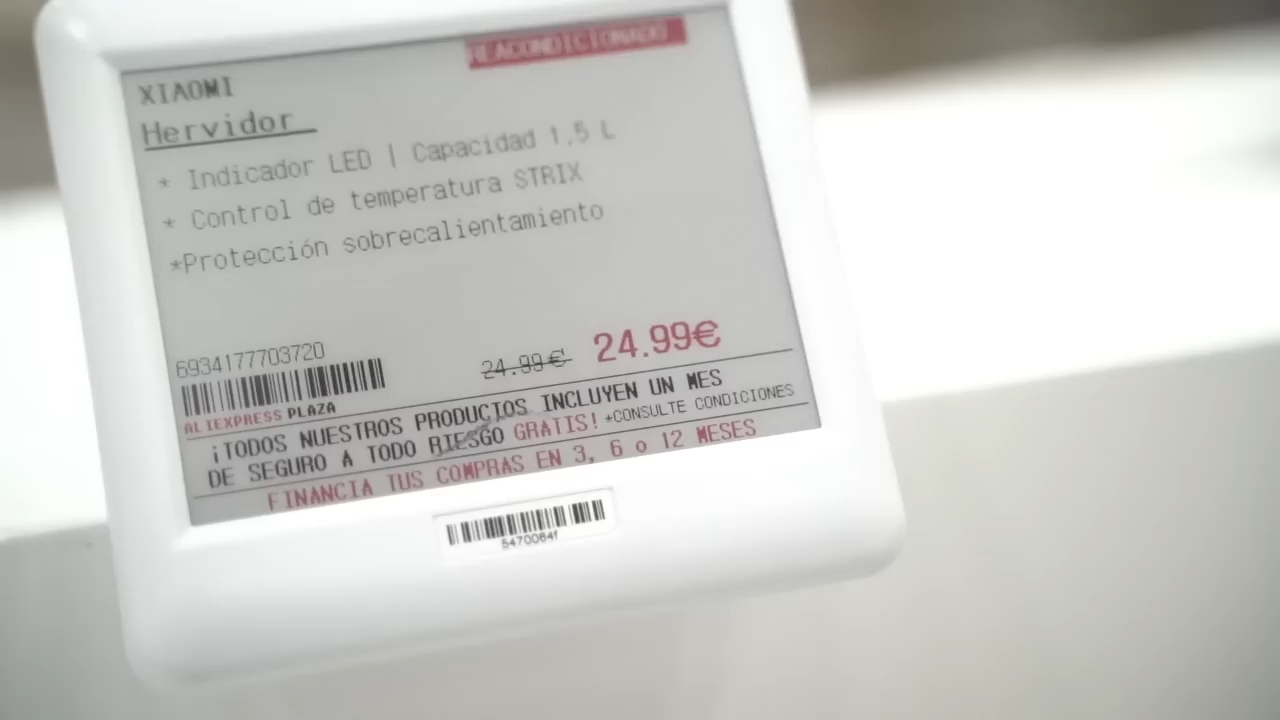 REACONDICIONADO
XIAOMI
Hervidor
* Indicador LED | Capacidad 1,5 L
* Control de temperatura STRIX
*Protección sobrecalientamiento
6934177703720
24.99€ 24.99€
ALIEXPRESS PLAZA
¡TODOS NUESTROS PRODUCTOS INCLUYEN UN MES
DE SEGURO A TODO RIESGO GRATIS! +CONSULTE CONDICIONES
FINANCIA TUS COMPRAS EN 3, 6 o 12 MESES
5470064f